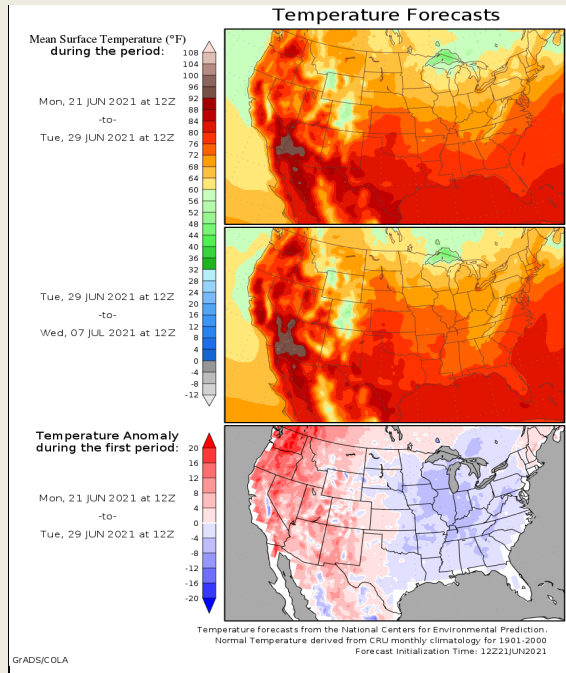 Temperature Forecasts
Mean Surface Temperature (°F)
during the period:
Mon, 21 JUN 2021 at 12Z
-to-
Tue, 29 JUN 2021 at 12Z
108
104
100
96
92
88
84
80
76
72
68
64
60
56
52
48
44
40
36
32
30
28
24
20
16
12
8
4
0
-4
-8
-12
Tue, 29 JUN 2021 at 12Z
-to-
Wed, 07 JUL 2021 at 12Z
Temperature Anomaly
during the first period:
Mon, 21 JUN 2021 at 12Z
-to-
Tue, 29 JUN 2021 at 12Z
20
16
12
8
4
0
-4
-8
-12
-16
-20
Temperature forecasts from the National Centers for Environmental Prediction.
Normal Temperature derived from CRU monthly climatology for 1901-2000
Forecast Initialization Time: 12Z21JUN2021
GrADS/COLA